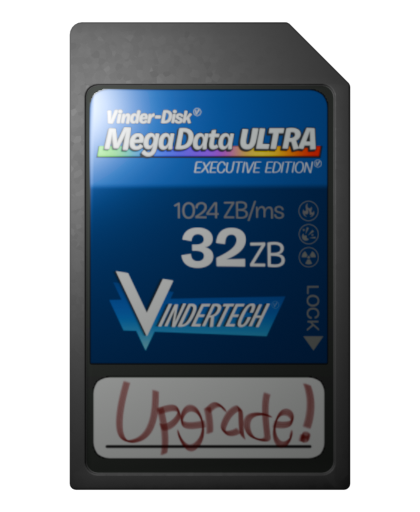 Vinder-Disk®
MegaData ULTRA
EXECUTIVE EDITION®
1024 ZB/ms
32ZB
VINDERTECH®
LOCK
Upgrade!